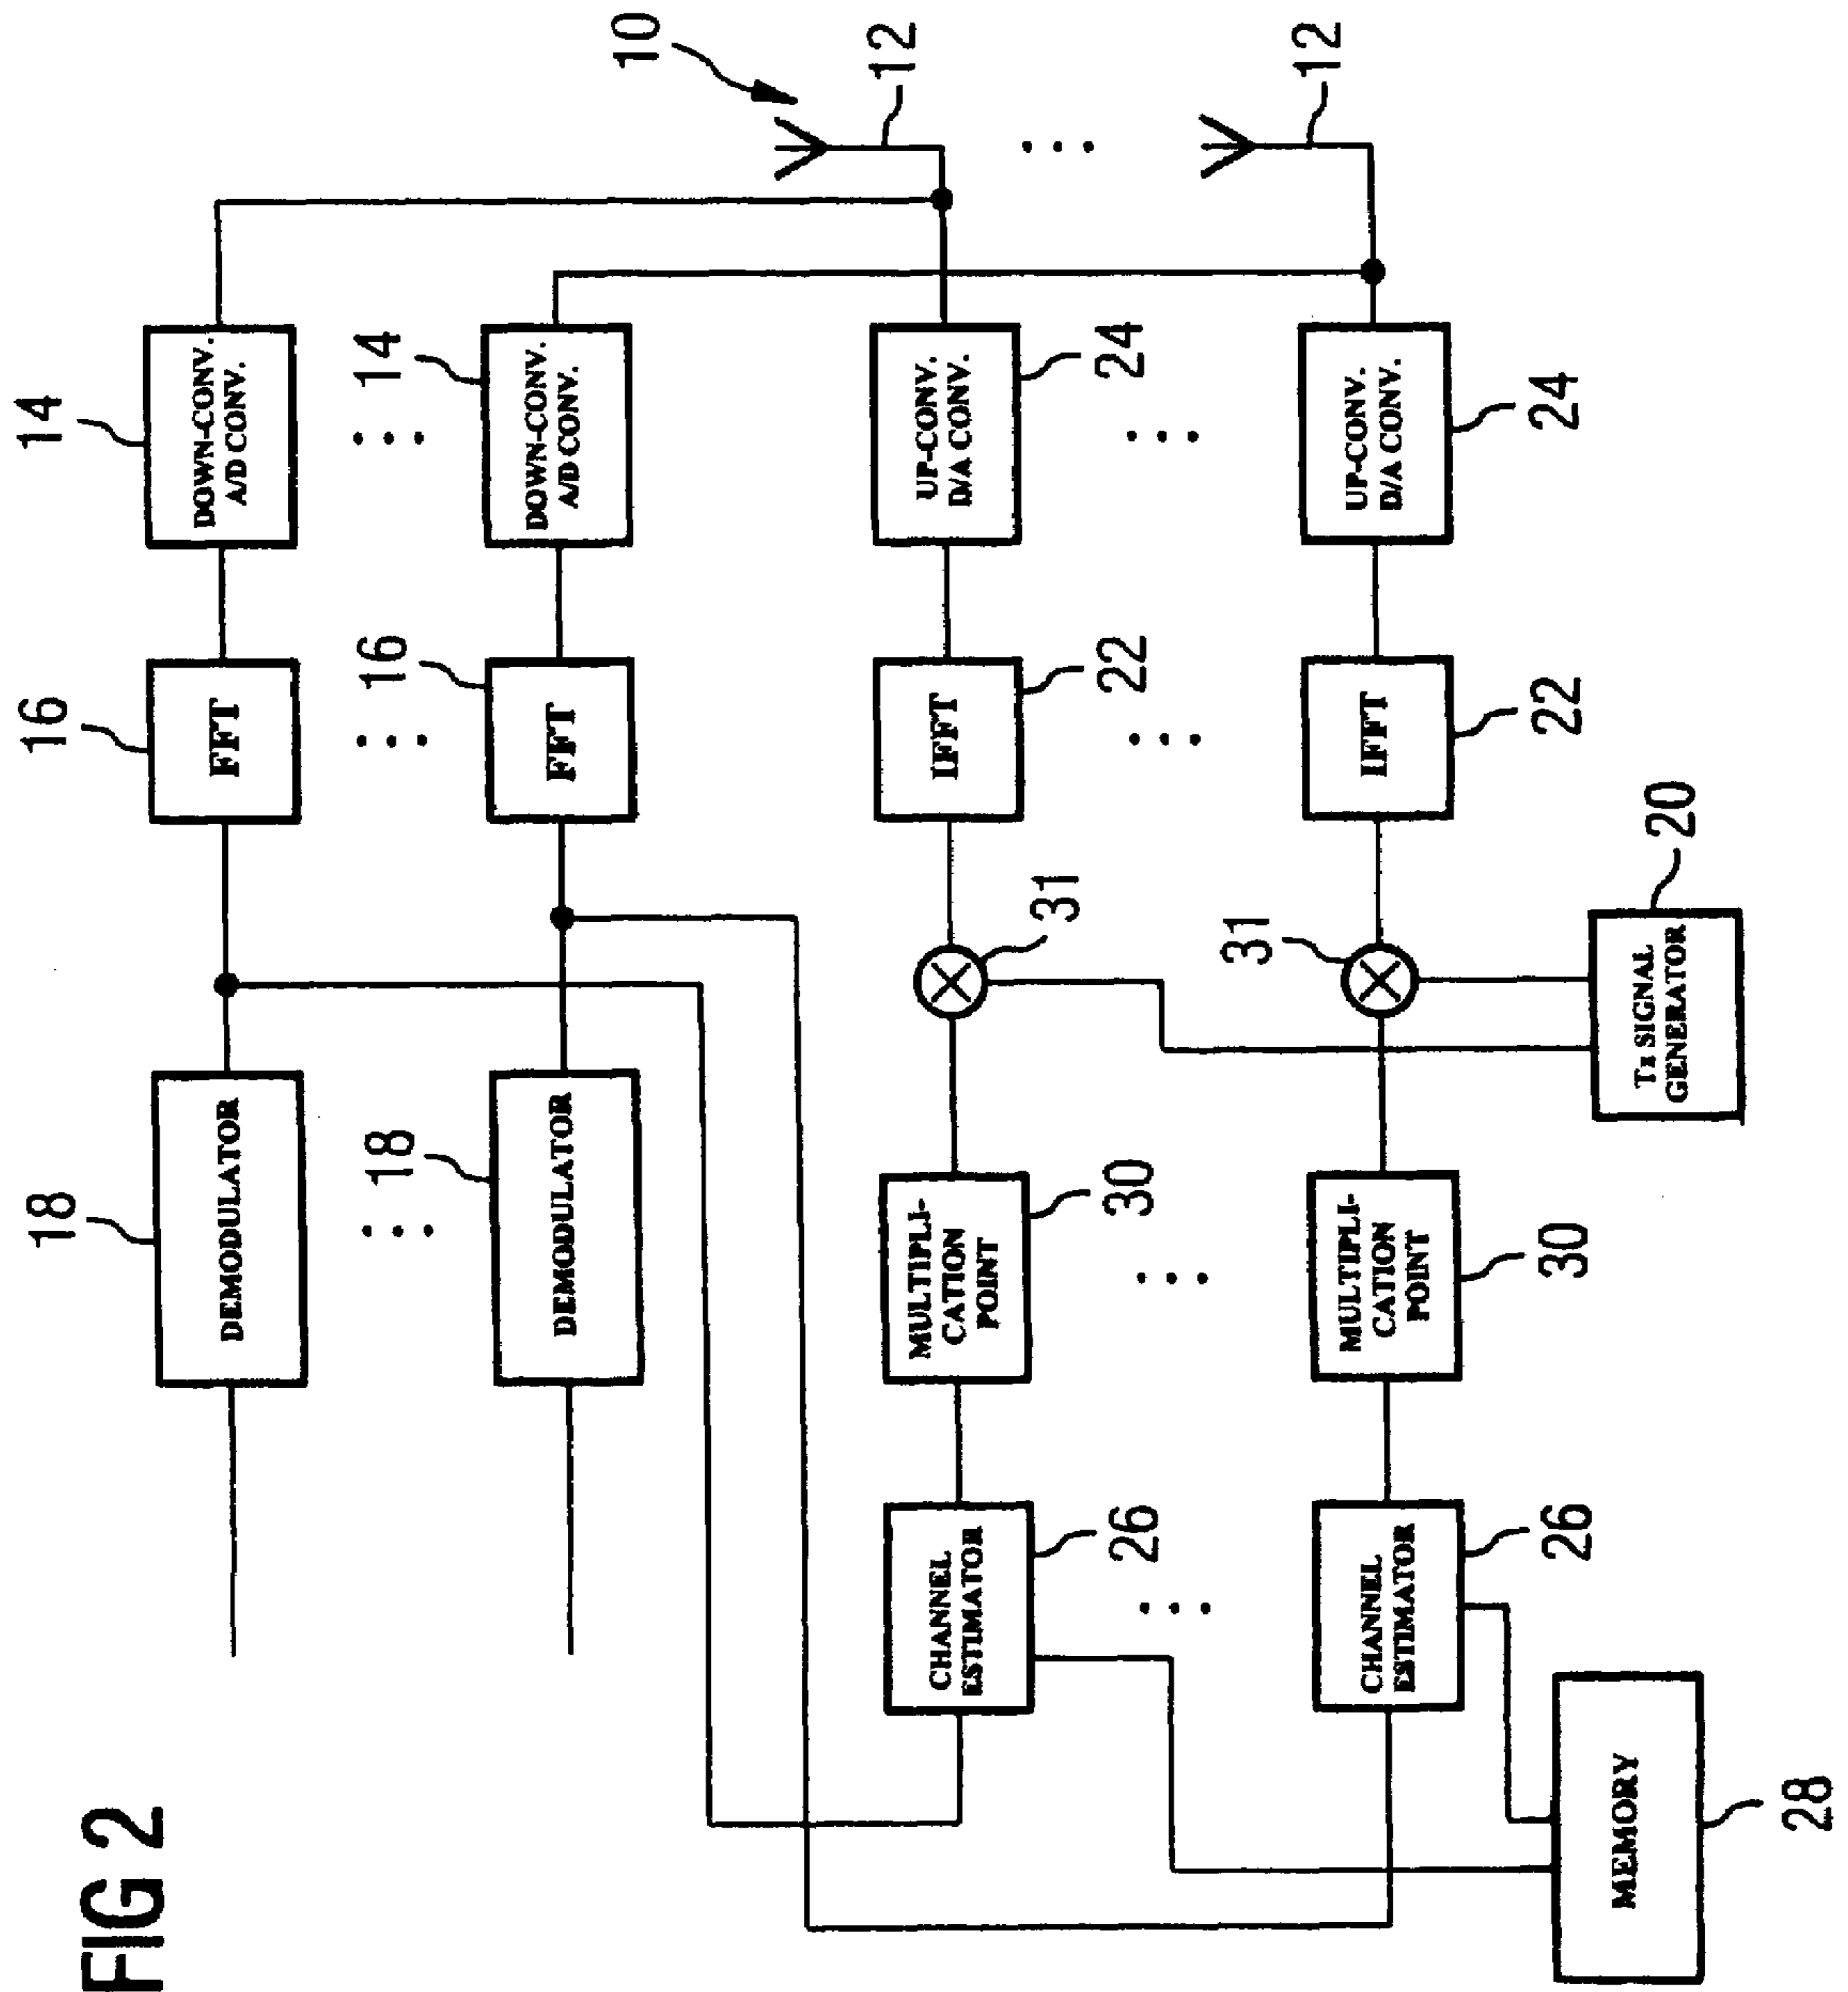 FIG 2
10
12
12
14
DOWN-CONV.
A/D CONV.
14
DOWN-CONV.
A/D CONV.
UP-CONV.
D/A CONV.
24
UP-CONV.
D/A CONV.
24
16
FFT
16
FFT
IFFT
22
IFFT
22
31
31
Tx SIGNAL
GENERATOR
20
18
DEMODULATOR
18
DEMODULATOR
MULTIPLI-
CATION
POINT
30
MULTIPLI-
CATION
POINT
30
CHANNEL
ESTIMATOR
26
CHANNEL
ESTIMATOR
26
MEMORY
28